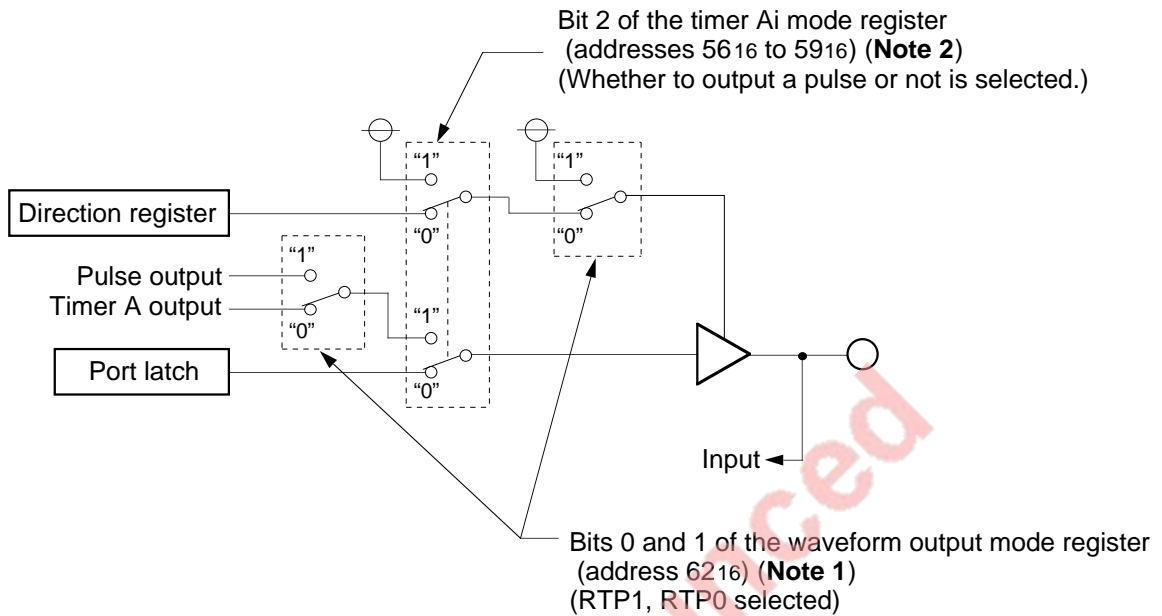 Bit 2 of the timer Ai mode register
(addresses 5616 to 5916) (Note 2)
(Whether to output a pulse or not is selected.)
“1”
“1”
Direction register
“0”
“0”
“1”
Pulse output
Timer A output
“1”
“0”
Port latch
“0”
Input
Bits 0 and 1 of the waveform output mode register
(address 6216) (Note 1)
(RTP1, RTP0 selected)